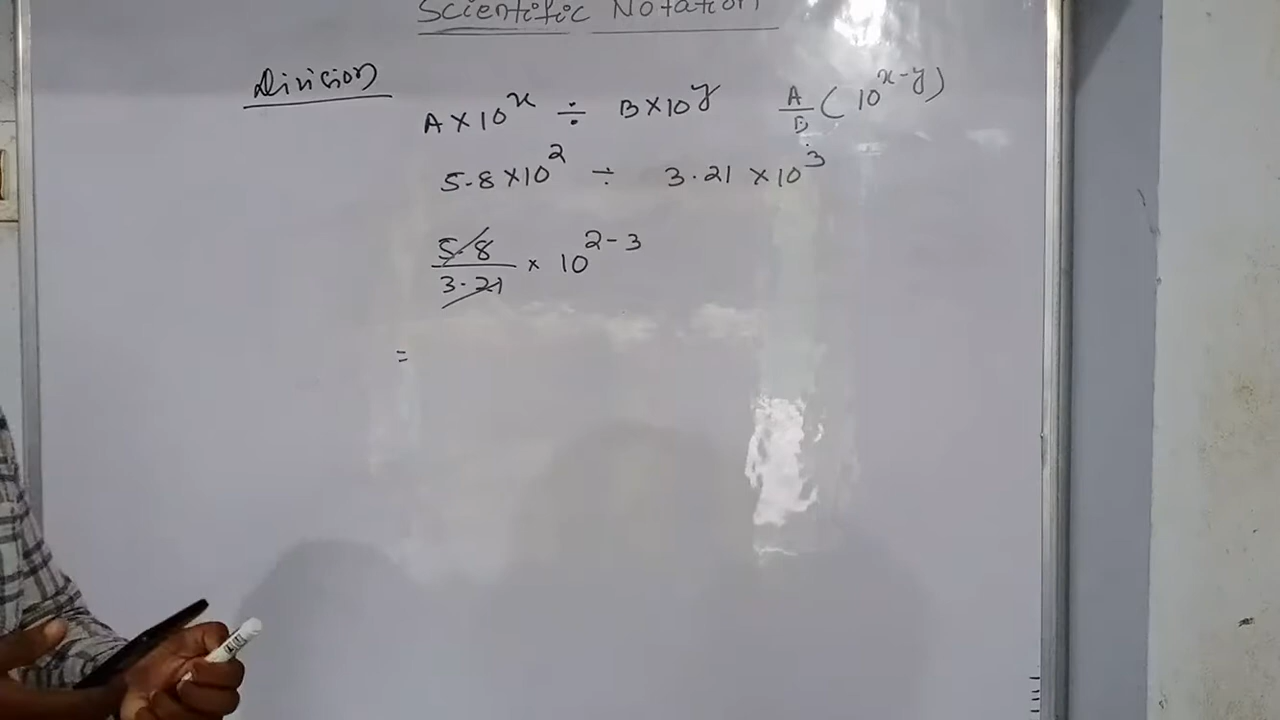 Scientific Notation
Division
A × 10^x ÷ B × 10^y A/B ( 10^x-y )
5.8 × 10^2 ÷ 3.21 × 10^3
5.8/3.21 × 10^2-3
=